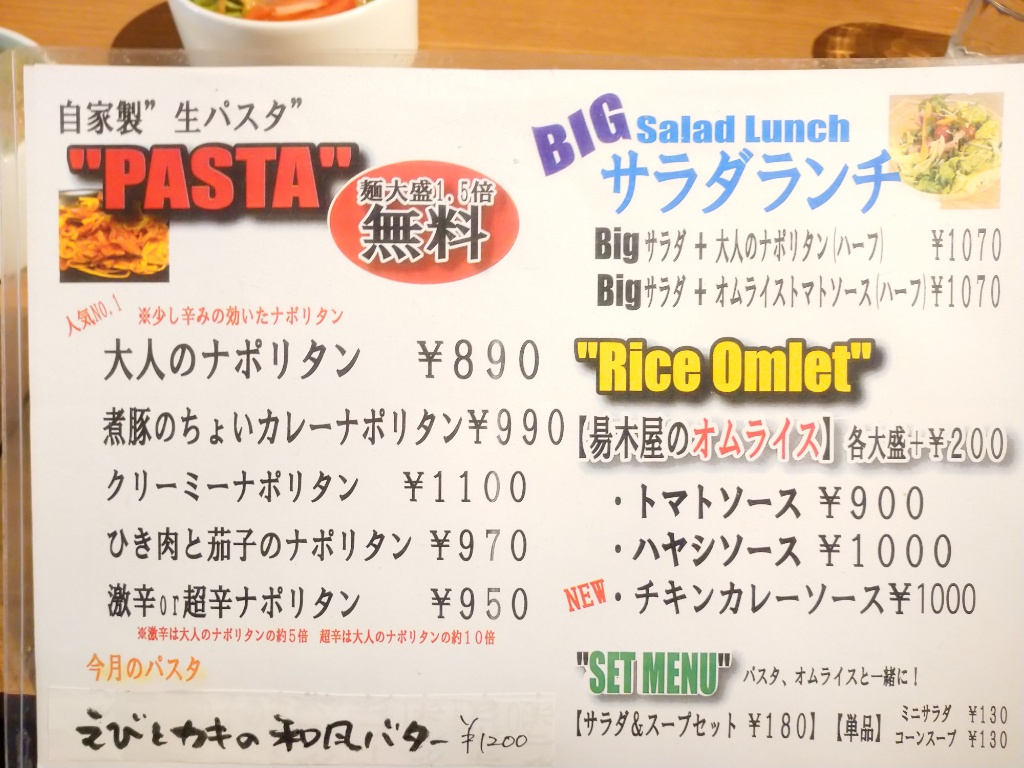 自家製”生パスタ”
"PASTA"
麺大盛1.5倍
無料
人気NO.1
※少し辛みの効いたナポリタン
大人のナポリタン ￥890
煮豚のちょいカレーナポリタン￥990
クリーミーナポリタン ￥1100
ひき肉と茄子のナポリタン ￥970
激辛or超辛ナポリタン ￥950
※激辛は大人のナポリタンの約5倍 超辛は大人のナポリタンの約10倍
今月のパスタ
えびとカキの和風バター ￥1200
BIG Salad Lunch
サラダランチ
Big サラダ + 大人のナポリタン(ハーフ) ￥1070
Big サラダ + オムライストマトソース(ハーフ)￥1070
"Rice Omlet"
【昜木屋のオムライス】各大盛+￥200
・トマトソース ￥900
・ハヤシソース ￥1000
NEW・チキンカレーソース￥1000
"SET MENU" パスタ、オムライスと一緒に！
【サラダ&スープセット ￥180】【単品】 ミニサラダ ￥130
コーンスープ ￥130